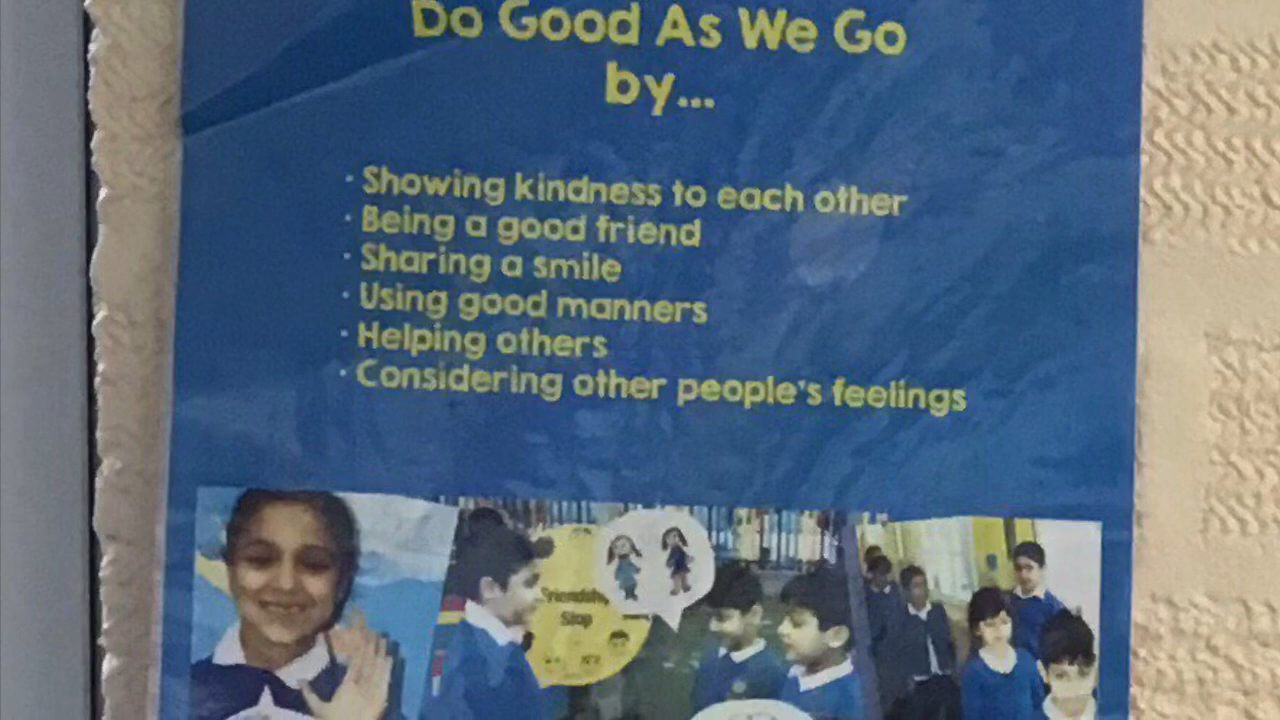 Do Good As We Go
by...
· Showing kindness to each other
· Being a good friend
· Sharing a smile
· Using good manners
· Helping others
· Considering other people's feelings
Friendship
Stop